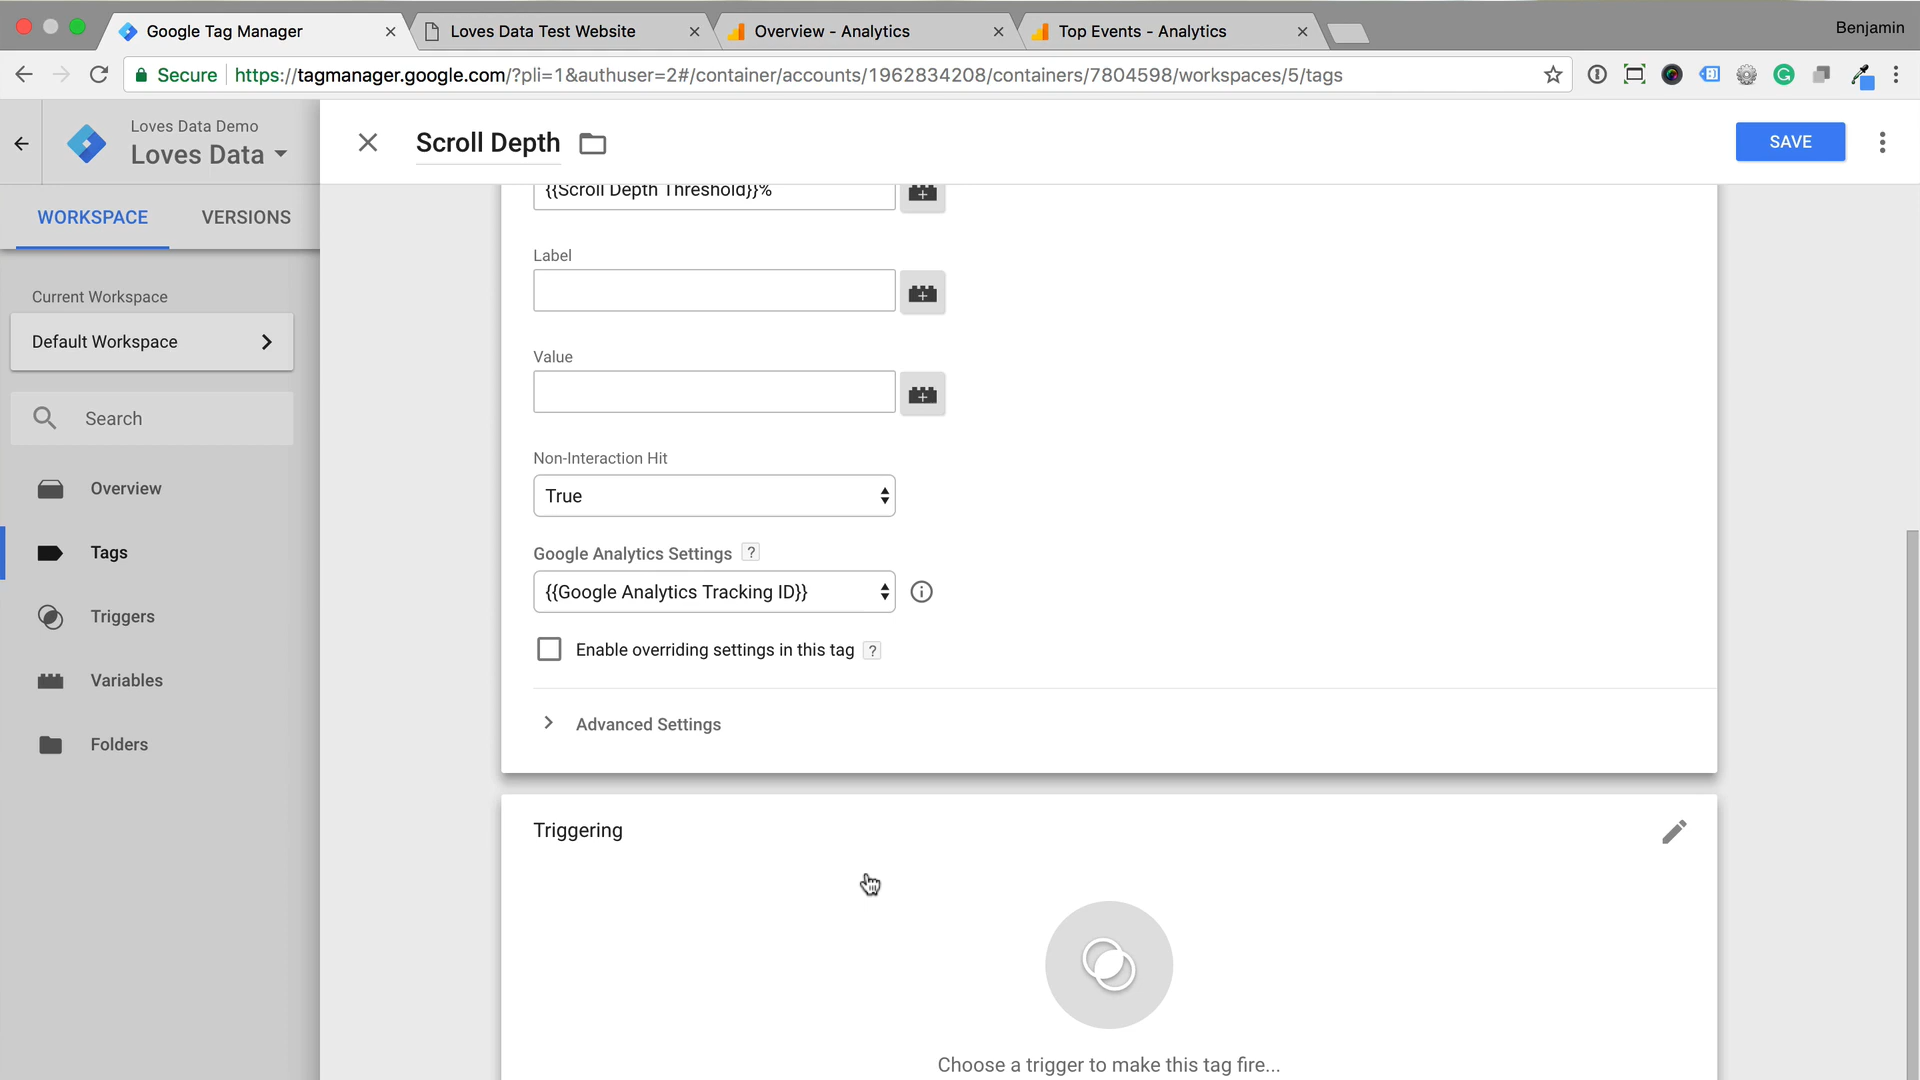 Google Tag Manager
Loves Data Test Website
Overview - Analytics
Top Events - Analytics
Benjamin
Secure
https://tagmanager.google.com/?pli=1&authuser=2#/container/accounts/1962834208/containers/7804598/workspaces/5/tags
Loves Data Demo
Loves Data
Scroll Depth
SAVE
WORKSPACE
VERSIONS
Current Workspace
Default Workspace
Search
Overview
Tags
Triggers
Variables
Folders
{{Scroll Depth Threshold}}%
Label
Value
Non-Interaction Hit
True
Google Analytics Settings ?
{{Google Analytics Tracking ID}}
Enable overriding settings in this tag ?
Advanced Settings
Triggering
Choose a trigger to make this tag fire...